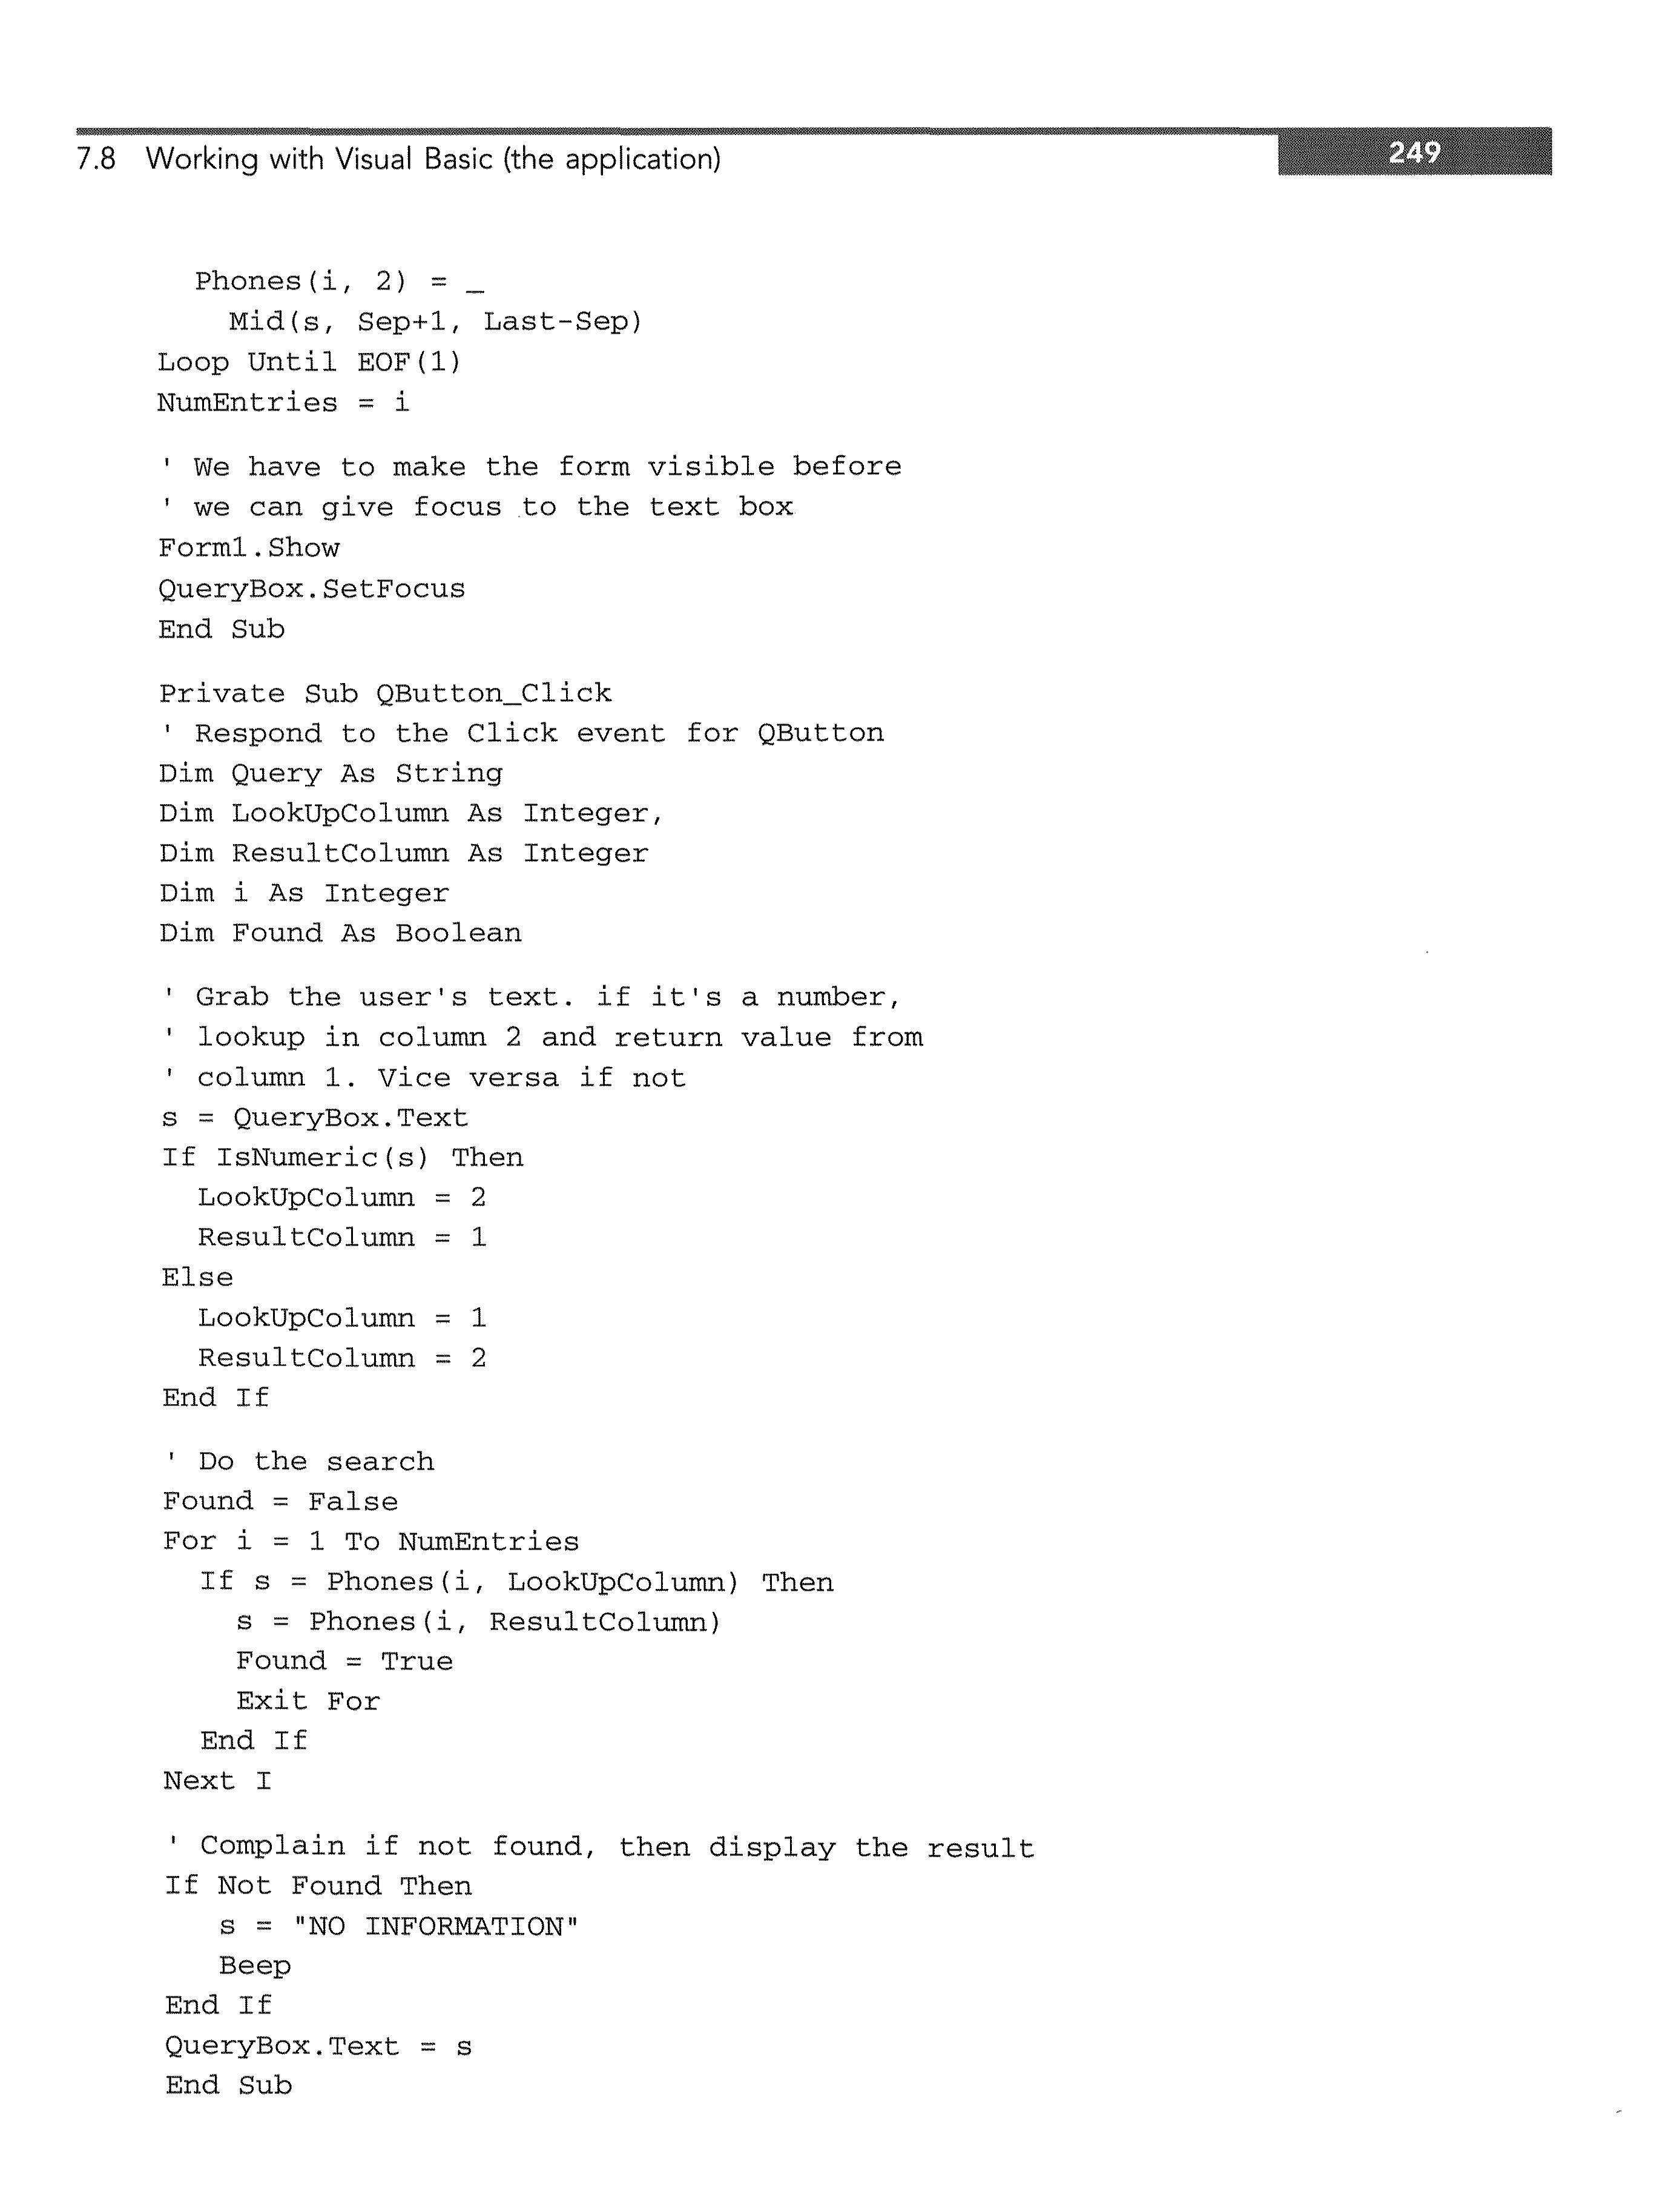 7.8 Working with Visual Basic (the application)
249
Phones(i, 2) = _
Mid(s, Sep+1, Last-Sep)
Loop Until EOF(1)
NumEntries = i
' We have to make the form visible before
' we can give focus to the text box
Form1.Show
QueryBox.SetFocus
End Sub
Private Sub QButton_Click
' Respond to the Click event for QButton
Dim Query As String
Dim LookUpColumn As Integer,
Dim ResultColumn As Integer
Dim i As Integer
Dim Found As Boolean
' Grab the user's text. if it's a number,
' lookup in column 2 and return value from
' column 1. Vice versa if not
s = QueryBox.Text
If IsNumeric(s) Then
LookUpColumn = 2
ResultColumn = 1
Else
LookUpColumn = 1
ResultColumn = 2
End If
' Do the search
Found = False
For i = 1 To NumEntries
If s = Phones(i, LookUpColumn) Then
s = Phones(i, ResultColumn)
Found = True
Exit For
End If
Next I
' Complain if not found, then display the result
If Not Found Then
s = "NO INFORMATION"
Beep
End If
QueryBox.Text = s
End Sub